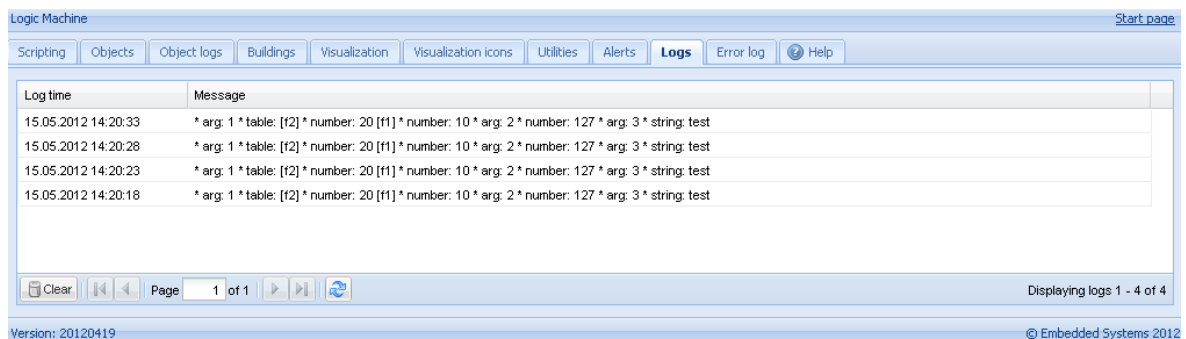 Logic Machine Start page
Scripting Objects Object logs Buildings Visualization Visualization icons Utilities Alerts Logs Error log Help
Log time Message
15.05.2012 14:20:33 * arg: 1 * table: [f2] * number: 20 [f1] * number: 10 * arg: 2 * number: 127 * arg: 3 * string: test
15.05.2012 14:20:28 * arg: 1 * table: [f2] * number: 20 [f1] * number: 10 * arg: 2 * number: 127 * arg: 3 * string: test
15.05.2012 14:20:23 * arg: 1 * table: [f2] * number: 20 [f1] * number: 10 * arg: 2 * number: 127 * arg: 3 * string: test
15.05.2012 14:20:18 * arg: 1 * table: [f2] * number: 20 [f1] * number: 10 * arg: 2 * number: 127 * arg: 3 * string: test
Clear Page 1 of 1 Displaying logs 1 - 4 of 4
Version: 20120419 © Embedded Systems 2012